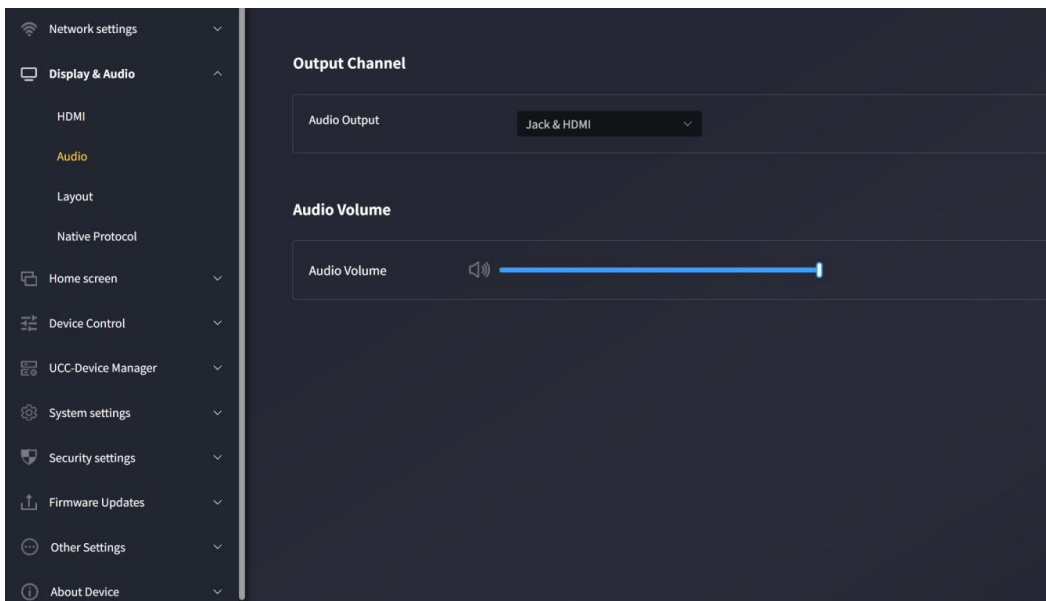 Network settings
Display & Audio
HDMI
Audio
Layout
Native Protocol
Home screen
Device Control
UCC-Device Manager
System settings
Security settings
Firmware Updates
Other Settings
About Device
Output Channel
Audio Output
Jack & HDMI
Audio Volume
Audio Volume